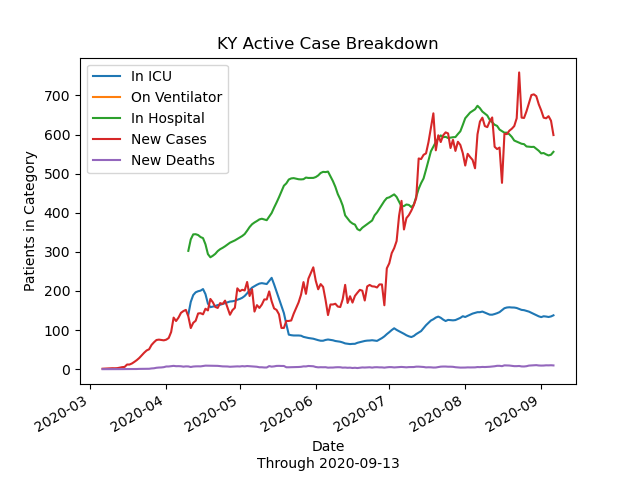 KY Active Case Breakdown
In ICU
On Ventilator
In Hospital
New Cases
New Deaths
Patients in Category
700
600
500
400
300
200
100
0
2020-03
2020-04
2020-05
2020-06
2020-07
2020-08
2020-09
Date
Through 2020-09-13